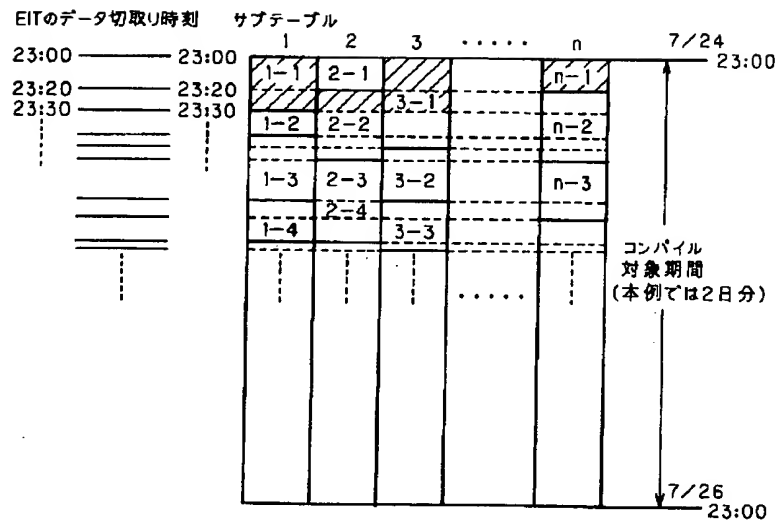 EITのデータ切取り時刻 サブテーブル
1 2 3 ····· n 7/24
23:00 23:00 23:00
23:20 23:20
23:30 23:30
1-1 2-1 n-1
3-1
1-2 2-2 n-2
1-3 2-3 3-2 n-3
2-4
1-4 3-3
·····
コンパイル
対象期間
(本例では2日分)
7/26
23:00